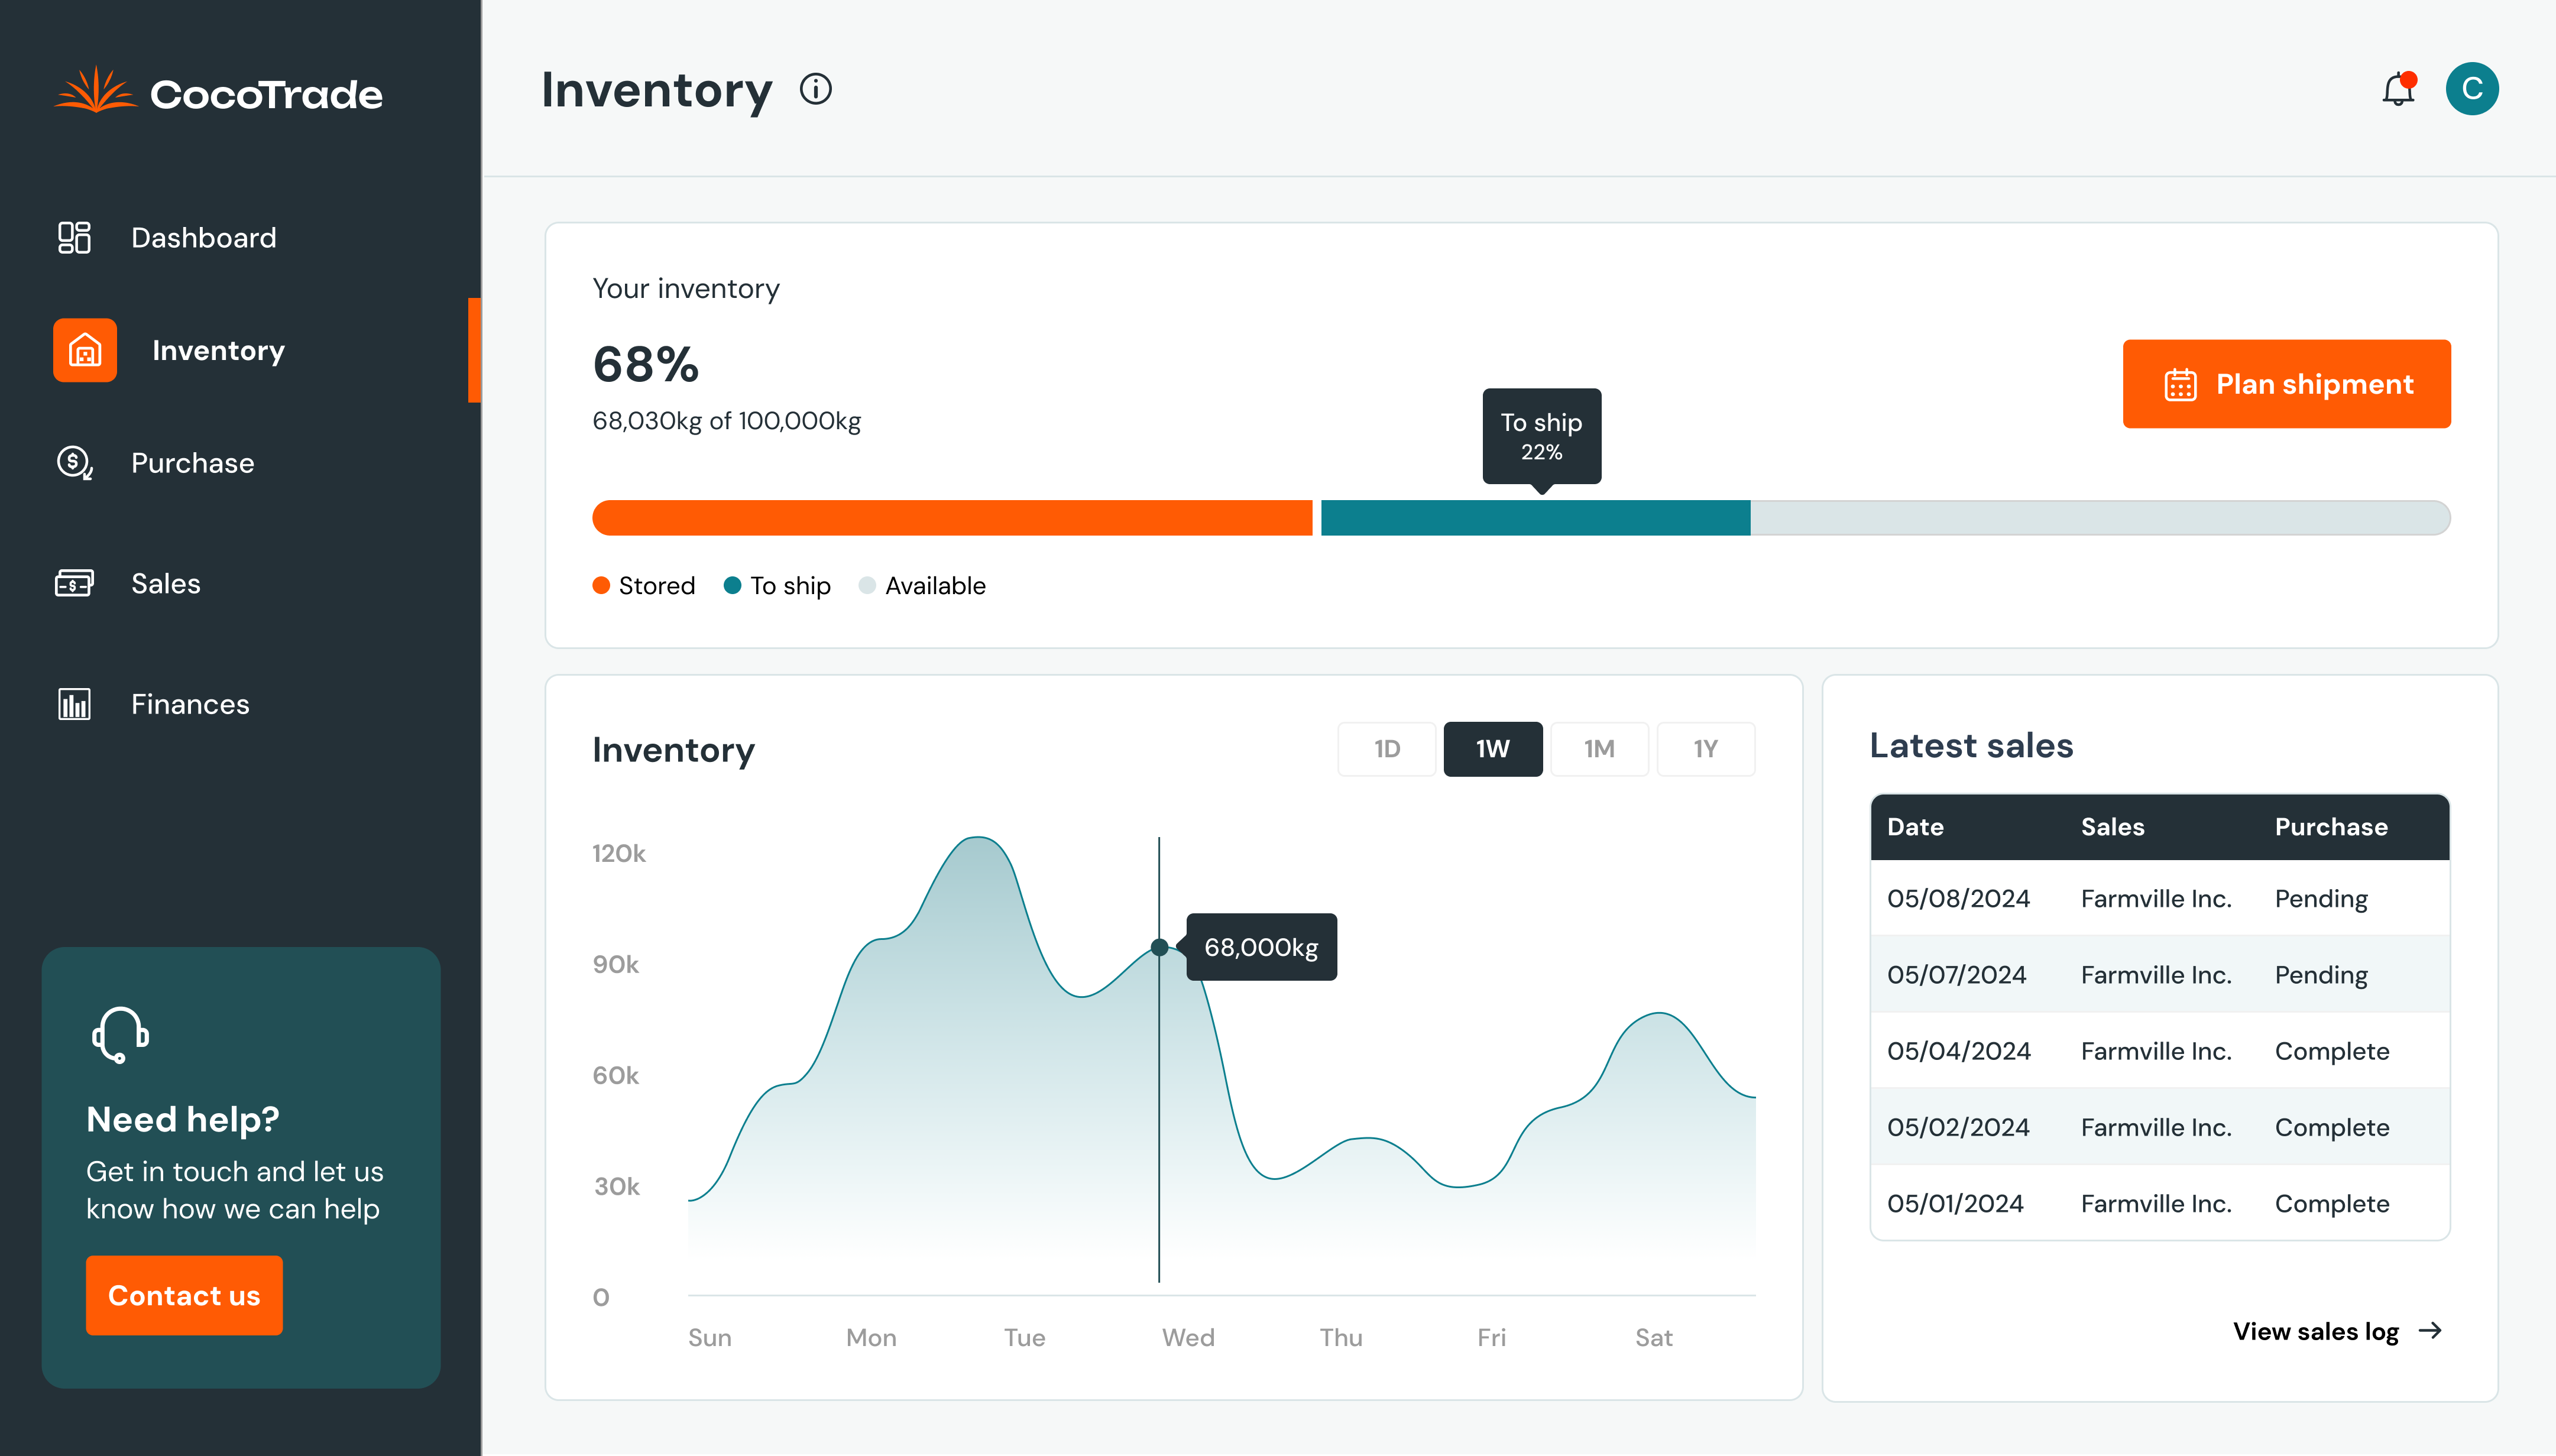 CocoTrade
Dashboard
Inventory
Purchase
Sales
Finances
Need help?
Get in touch and let us
know how we can help
Contact us
Inventory
C
Your inventory
68%
68,030kg of 100,000kg
Plan shipment
To ship
22%
Stored
To ship
Available
Inventory
1D
1W
1M
1Y
120k
90k
60k
30k
0
68,000kg
Sun
Mon
Tue
Wed
Thu
Fri
Sat
Latest sales
Date Sales Purchase
05/08/2024 Farmville Inc. Pending
05/07/2024 Farmville Inc. Pending
05/04/2024 Farmville Inc. Complete
05/02/2024 Farmville Inc. Complete
05/01/2024 Farmville Inc. Complete
View sales log